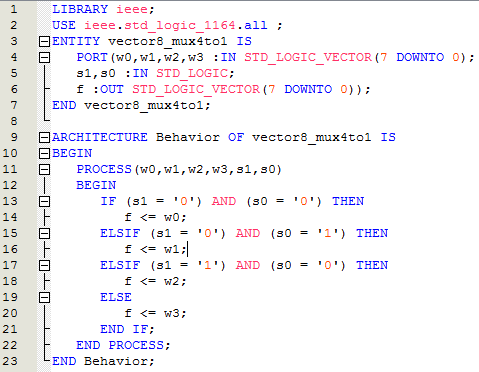 1 LIBRARY ieee;
2 USE ieee.std_logic_1164.all ;
3 ENTITY vector8_mux4to1 IS
4 PORT(w0,w1,w2,w3 :IN STD_LOGIC_VECTOR(7 DOWNTO 0);
5 s1,s0 :IN STD_LOGIC;
6 f :OUT STD_LOGIC_VECTOR(7 DOWNTO 0));
7 END vector8_mux4to1;
8
9 ARCHITECTURE Behavior OF vector8_mux4to1 IS
10 BEGIN
11 PROCESS(w0,w1,w2,w3,s1,s0)
12 BEGIN
13 IF (s1 = '0') AND (s0 = '0') THEN
14 f <= w0;
15 ELSIF (s1 = '0') AND (s0 = '1') THEN
16 f <= w1;
17 ELSIF (s1 = '1') AND (s0 = '0') THEN
18 f <= w2;
19 ELSE
20 f <= w3;
21 END IF;
22 END PROCESS;
23 END Behavior;